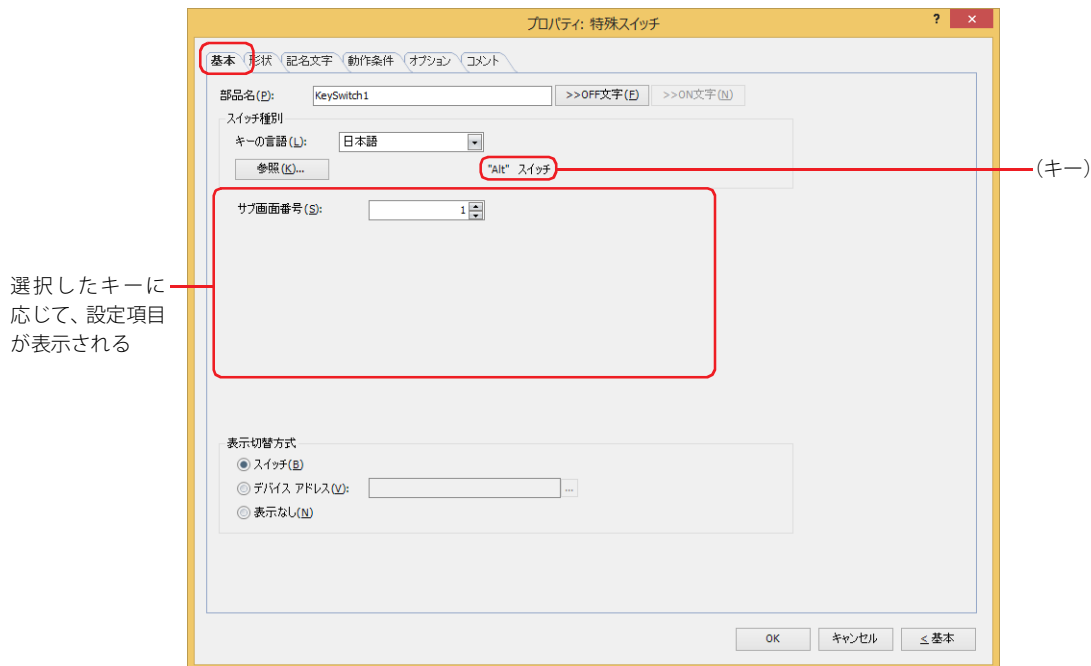 プロパティ: 特殊スイッチ
?
×
基本 形状 記名文字 動作条件 オプション コメント
部品名(P): KeySwitch1 >>OFF文字(F) >>ON文字(N)
スイッチ種別
キーの言語(L): 日本語
参照(K)... "Alt" スイッチ
(キー)
サブ画面番号(S): 1
選択したキーに
応じて、設定項目
が表示される
表示切替方式
スイッチ(B)
デバイス アドレス(V): ...
表示なし(N)
OK キャンセル <基本